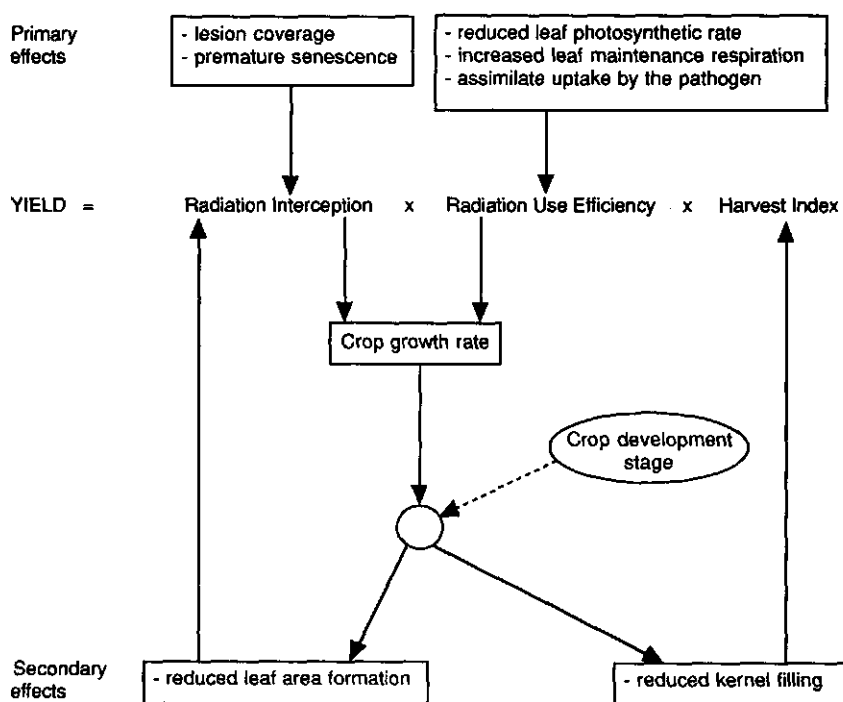 Primary
effects
- lesion coverage
- premature senescence
- reduced leaf photosynthetic rate
- increased leaf maintenance respiration
- assimilate uptake by the pathogen
YIELD = Radiation Interception x Radiation Use Efficiency x Harvest Index
Crop growth rate
Crop development
stage
Secondary
effects
- reduced leaf area formation
- reduced kernel filling